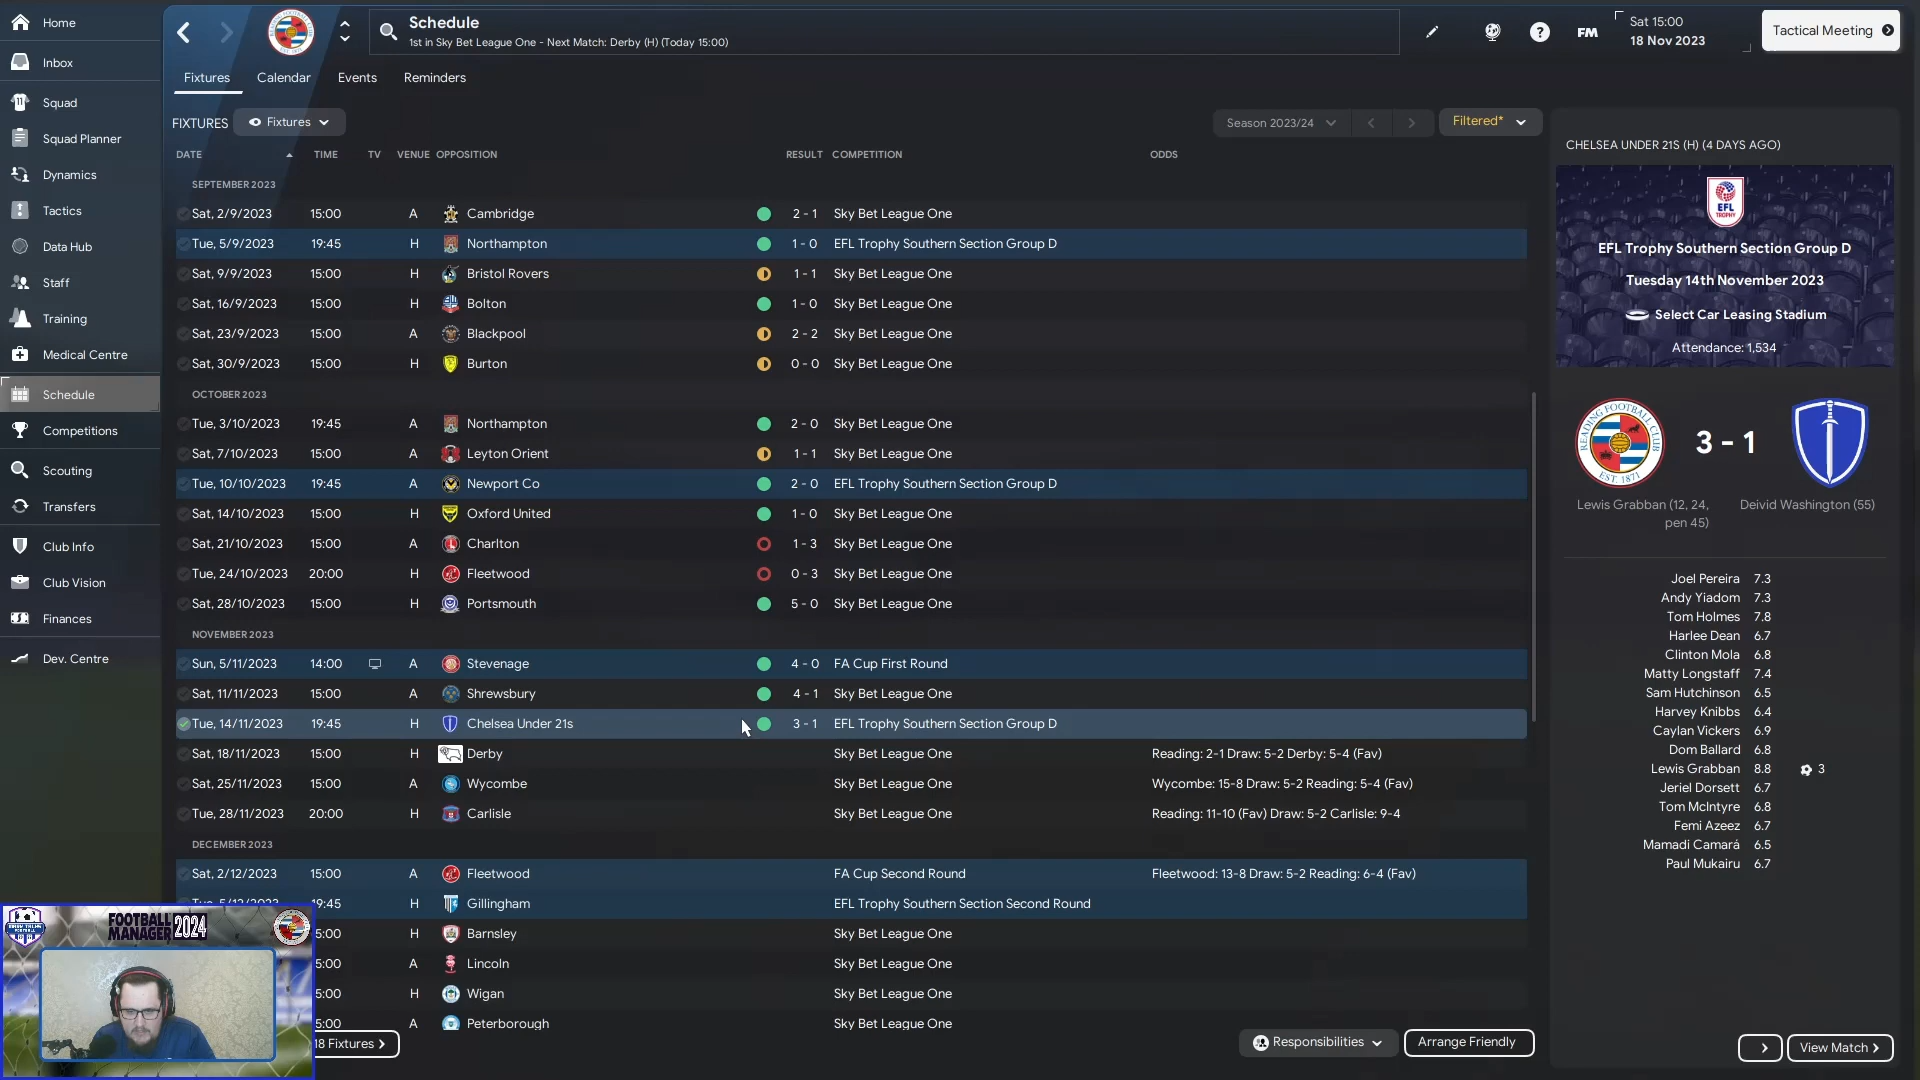 Home
Inbox
Squad
Squad Planner
Dynamics
Tactics
Data Hub
Staff
Training
Medical Centre
Schedule
Competitions
Scouting
Transfers
Club Info
Club Vision
Finances
Dev. Centre
Schedule
1st in Sky Bet League One - Next Match: Derby (H) (Today 15:00)
FM
Sat 15:00
18 Nov 2023
Tactical Meeting
Fixtures Calendar Events Reminders
FIXTURES Fixtures
Season 2023/24 Filtered*
DATE TIME TV VENUE OPPOSITION RESULT COMPETITION ODDS
SEPTEMBER 2023
Sat, 2/9/2023 15:00 A Cambridge 2 - 1 Sky Bet League One
Tue, 5/9/2023 19:45 H Northampton 1 - 0 EFL Trophy Southern Section Group D
Sat, 9/9/2023 15:00 H Bristol Rovers 1 - 1 Sky Bet League One
Sat, 16/9/2023 15:00 H Bolton 1 - 0 Sky Bet League One
Sat, 23/9/2023 15:00 A Blackpool 2 - 2 Sky Bet League One
Sat, 30/9/2023 15:00 H Burton 0 - 0 Sky Bet League One
OCTOBER 2023
Tue, 3/10/2023 19:45 A Northampton 2 - 0 Sky Bet League One
Sat, 7/10/2023 15:00 A Leyton Orient 1 - 1 Sky Bet League One
Tue, 10/10/2023 19:45 A Newport Co 2 - 0 EFL Trophy Southern Section Group D
Sat, 14/10/2023 15:00 H Oxford United 1 - 0 Sky Bet League One
Sat, 21/10/2023 15:00 A Charlton 1 - 3 Sky Bet League One
Tue, 24/10/2023 20:00 H Fleetwood 0 - 3 Sky Bet League One
Sat, 28/10/2023 15:00 H Portsmouth 5 - 0 Sky Bet League One
NOVEMBER 2023
Sun, 5/11/2023 14:00 A Stevenage 4 - 0 FA Cup First Round
Sat, 11/11/2023 15:00 A Shrewsbury 4 - 1 Sky Bet League One
Tue, 14/11/2023 19:45 H Chelsea Under 21s 3 - 1 EFL Trophy Southern Section Group D
Sat, 18/11/2023 15:00 H Derby Sky Bet League One Reading: 2-1 Draw: 5-2 Derby: 5-4 (Fav)
Sat, 25/11/2023 15:00 A Wycombe Sky Bet League One Wycombe: 15-8 Draw: 5-2 Reading: 5-4 (Fav)
Tue, 28/11/2023 20:00 H Carlisle Sky Bet League One Reading: 11-10 (Fav) Draw: 5-2 Carlisle: 9-4
DECEMBER 2023
Sat, 2/12/2023 15:00 A Fleetwood FA Cup Second Round Fleetwood: 13-8 Draw: 5-2 Reading: 6-4 (Fav)
19:45 H Gillingham EFL Trophy Southern Section Second Round
5:00 H Barnsley Sky Bet League One
5:00 A Lincoln Sky Bet League One
5:00 H Wigan Sky Bet League One
5:00 A Peterborough Sky Bet League One
18 Fixtures
Responsibilities
Arrange Friendly
CHELSEA UNDER 21S (H) (4 DAYS AGO)
EFL
TROPHY
EFL Trophy Southern Section Group D
Tuesday 14th November 2023
Select Car Leasing Stadium
Attendance: 1,534
READING FOOTBALL CLUB
EST. 1871
3 - 1
Lewis Grabban (12, 24,
pen 45)
Deivid Washington (55)
Joel Pereira 7.3
Andy Yiadom 7.3
Tom Holmes 7.8
Harlee Dean 6.7
Clinton Mola 6.8
Matty Longstaff 7.4
Sam Hutchinson 6.5
Harvey Knibbs 6.4
Caylan Vickers 6.9
Dom Ballard 6.8
Lewis Grabban 8.8 3
Jeriel Dorsett 6.7
Tom McIntyre 6.8
Femi Azeez 6.7
Mamadi Camará 6.5
Paul Mukairu 6.7
View Match
FOOTBALL
MANAGER 2024